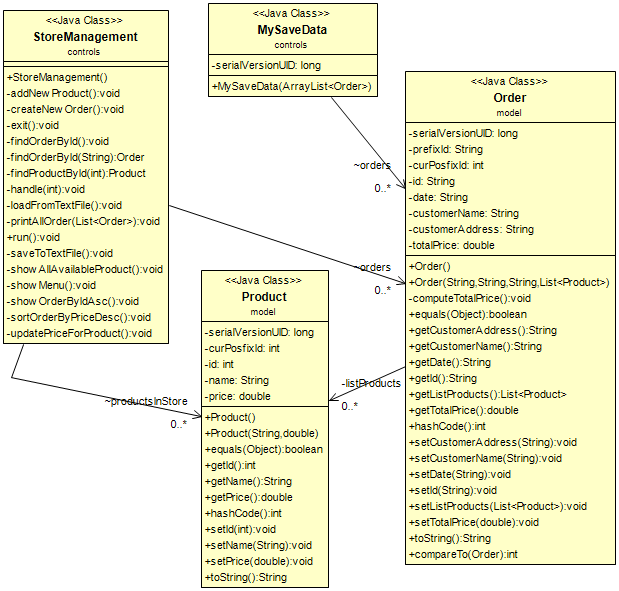 <<Java Class>>
StoreManagement
controls
+StoreManagement()
-addNew Product():void
-createNew Order():void
-exit():void
-findOrderById():void
-findOrderById(String):Order
-findProductById(int):Product
-handle(int):void
-loadFromTextFile():void
-printAllOrder(List<Order>):void
+run():void
-saveToTextFile():void
-show AllAvailableProduct():void
-show Menu():void
-show OrderByIdAsc():void
-sortOrderByPriceDesc():void
-updatePriceForProduct():void
<<Java Class>>
MySaveData
controls
-serialVersionUID: long
+MySaveData(ArrayList<Order>)
<<Java Class>>
Order
model
-serialVersionUID: long
-prefixId: String
-curPosfixId: int
-id: String
-date: String
-customerName: String
-customerAddress: String
-totalPrice: double
+Order()
+Order(String,String,String,List<Product>)
-computeTotalPrice():void
+equals(Object):boolean
+getCustomerAddress():String
+getCustomerName():String
+getDate():String
+getId():String
+getListProducts():List<Product>
+getTotalPrice():double
+hashCode():int
+setCustomerAddress(String):void
+setCustomerName(String):void
+setDate(String):void
+setId(String):void
+setListProducts(List<Product>):void
+setTotalPrice(double):void
+toString():String
+compareTo(Order):int
~orders
0..*
~orders
0..*
<<Java Class>>
Product
model
-serialVersionUID: long
-curPosfixId: int
-id: int
-name: String
-price: double
+Product()
+Product(String,double)
+equals(Object):boolean
+getId():int
+getName():String
+getPrice():double
+hashCode():int
+setId(int):void
+setName(String):void
+setPrice(double):void
+toString():String
-listProducts
0..*
~productsInStore
0..*